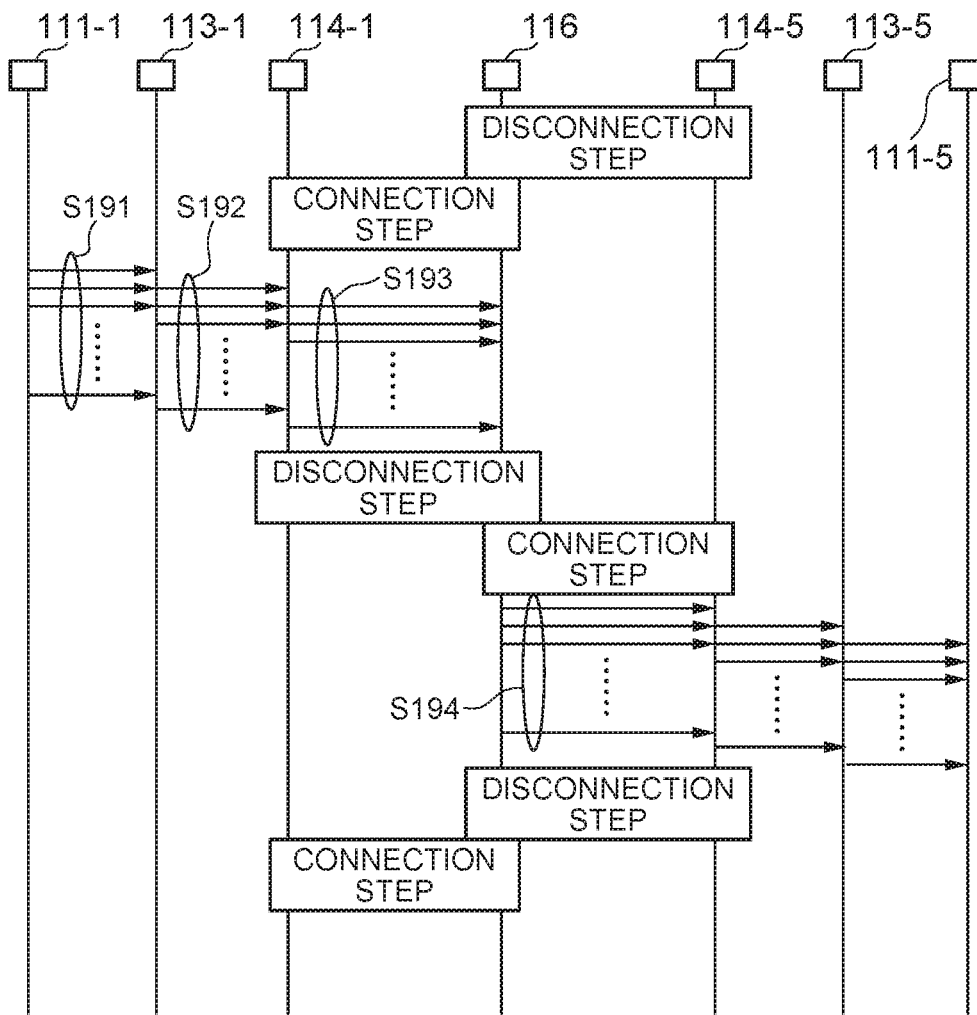 111-1
113-1
114-1
116
114-5
113-5
111-5
DISCONNECTION
STEP
CONNECTION
STEP
S191
S192
S193
DISCONNECTION
STEP
CONNECTION
STEP
S194
DISCONNECTION
STEP
CONNECTION
STEP